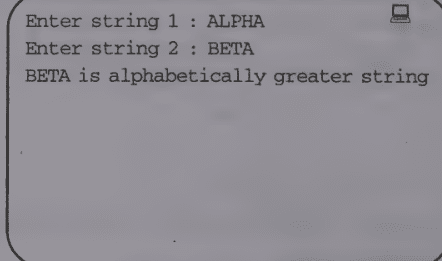 Enter string 1 : ALPHA
Enter string 2 : BETA
BETA is alphabetically greater string